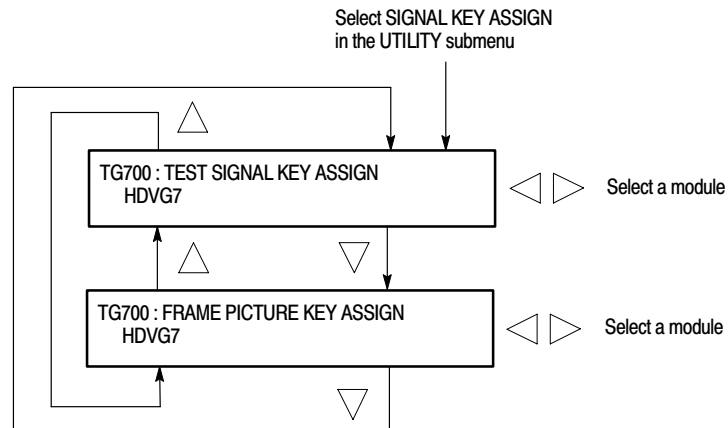 Select SIGNAL KEY ASSIGN
in the UTILITY submenu
TG700 : TEST SIGNAL KEY ASSIGN
HDVG7
Select a module
TG700 : FRAME PICTURE KEY ASSIGN
HDVG7
Select a module